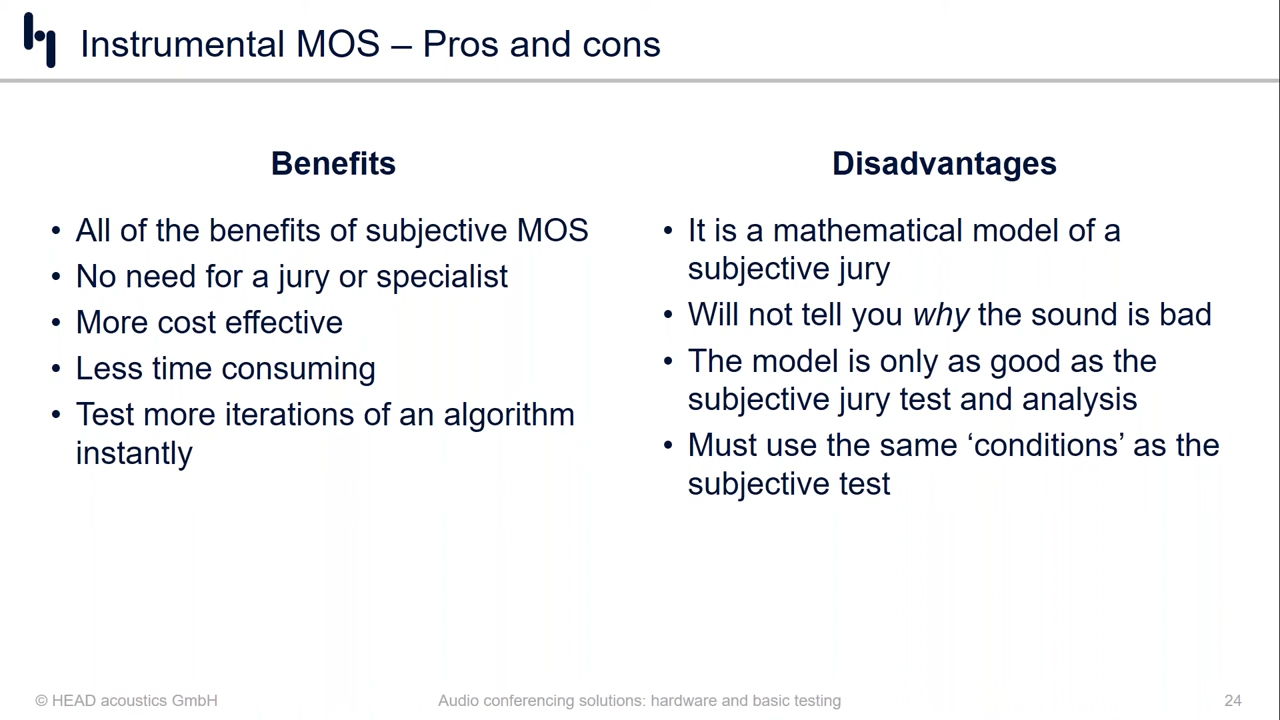 Instrumental MOS – Pros and cons
Benefits
• All of the benefits of subjective MOS
• No need for a jury or specialist
• More cost effective
• Less time consuming
• Test more iterations of an algorithm
instantly
Disadvantages
• It is a mathematical model of a
subjective jury
• Will not tell you why the sound is bad
• The model is only as good as the
subjective jury test and analysis
• Must use the same ‘conditions’ as the
subjective test
© HEAD acoustics GmbH
Audio conferencing solutions: hardware and basic testing
24